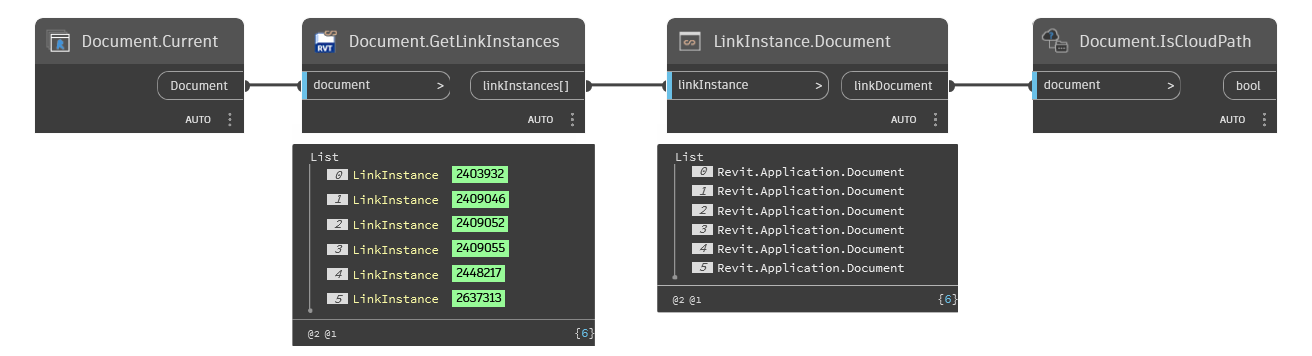 Document.Current
Document
AUTO
RVT
Document.GetLinkInstances
document >
linkInstances[]
AUTO
List
0 LinkInstance 2403932
1 LinkInstance 2409046
2 LinkInstance 2409052
3 LinkInstance 2409055
4 LinkInstance 2448217
5 LinkInstance 2637313
@2 @1 {6}
LinkInstance.Document
linkInstance >
linkDocument
AUTO
List
0 Revit.Application.Document
1 Revit.Application.Document
2 Revit.Application.Document
3 Revit.Application.Document
4 Revit.Application.Document
5 Revit.Application.Document
@2 @1 {6}
Document.IsCloudPath
document >
bool
AUTO